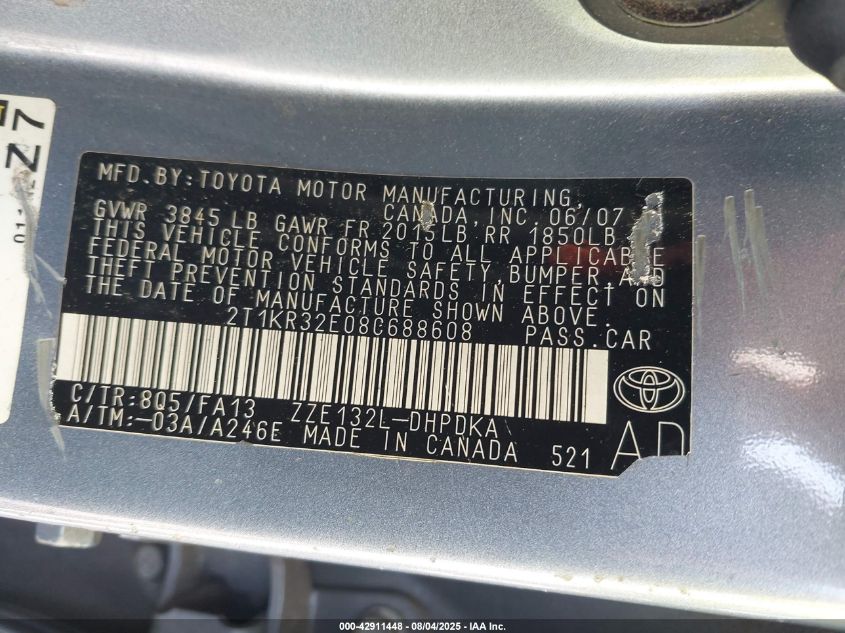 MFD.BY:TOYOTA MOTOR MANUFACTURING,
CANADA, INC. 06/07
GVWR 3845 LB GAWR FR 2015LB RR 1850LB
THIS VEHICLE CONFORMS TO ALL APPLICABLE
FEDERAL MOTOR VEHICLE SAFETY, BUMPER, AND
THEFT PREVENTION STANDARDS IN EFFECT ON
THE DATE OF MANUFACTURE SHOWN ABOVE.
2T1KR32E08C688608 PASS.CAR
C/TR:8Q5/FA13 ZZE132L-DHPDKA
A/TM:-03A/A246E MADE IN CANADA 521
AD
Z7
000-42911448 - 08/04/2025 - IAA Inc.